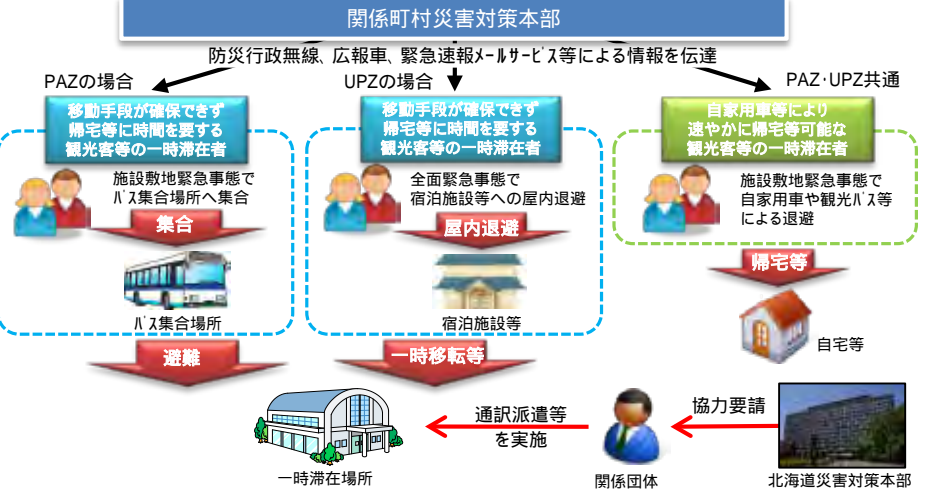 関係町村災害対策本部
防災行政無線、広報車、緊急速報ﾒｰﾙｻｰﾋﾞｽ等による情報を伝達
PAZの場合
UPZの場合
PAZ･UPZ共通
移動手段が確保できず
帰宅等に時間を要する
観光客等の一時滞在者
移動手段が確保できず
帰宅等に時間を要する
観光客等の一時滞在者
自家用車等により
速やかに帰宅等可能な
観光客等の一時滞在者
施設敷地緊急事態で
ﾊﾞｽ集合場所へ集合
全面緊急事態で
宿泊施設等への屋内退避
施設敷地緊急事態で
自家用車や観光ﾊﾞｽ等
による退避
集合
屋内退避
帰宅等
ﾊﾞｽ集合場所
宿泊施設等
自宅等
避難
一時移転等
通訳派遣等
を実施
協力要請
一時滞在場所
関係団体
北海道災害対策本部